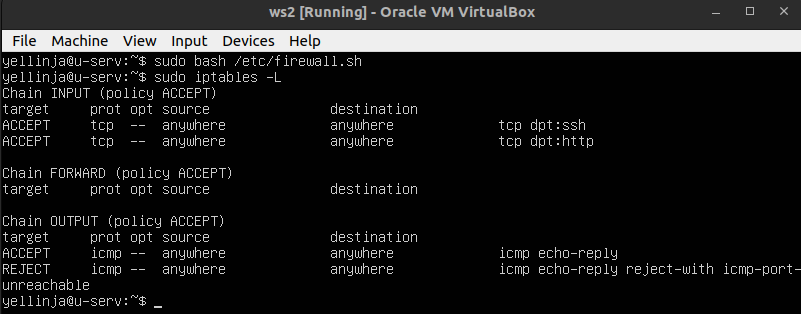 ws2 [Running] - Oracle VM VirtualBox
File Machine View Input Devices Help
yellinja@u-serv:~$ sudo bash /etc/firewall.sh
yellinja@u-serv:~$ sudo iptables -L
Chain INPUT (policy ACCEPT)
target     prot opt source               destination
ACCEPT     tcp  --  anywhere             anywhere             tcp dpt:ssh
ACCEPT     tcp  --  anywhere             anywhere             tcp dpt:http

Chain FORWARD (policy ACCEPT)
target     prot opt source               destination

Chain OUTPUT (policy ACCEPT)
target     prot opt source               destination
ACCEPT     icmp --  anywhere             anywhere             icmp echo-reply
REJECT     icmp --  anywhere             anywhere             icmp echo-reply reject-with icmp-port-
unreachable
yellinja@u-serv:~$ _